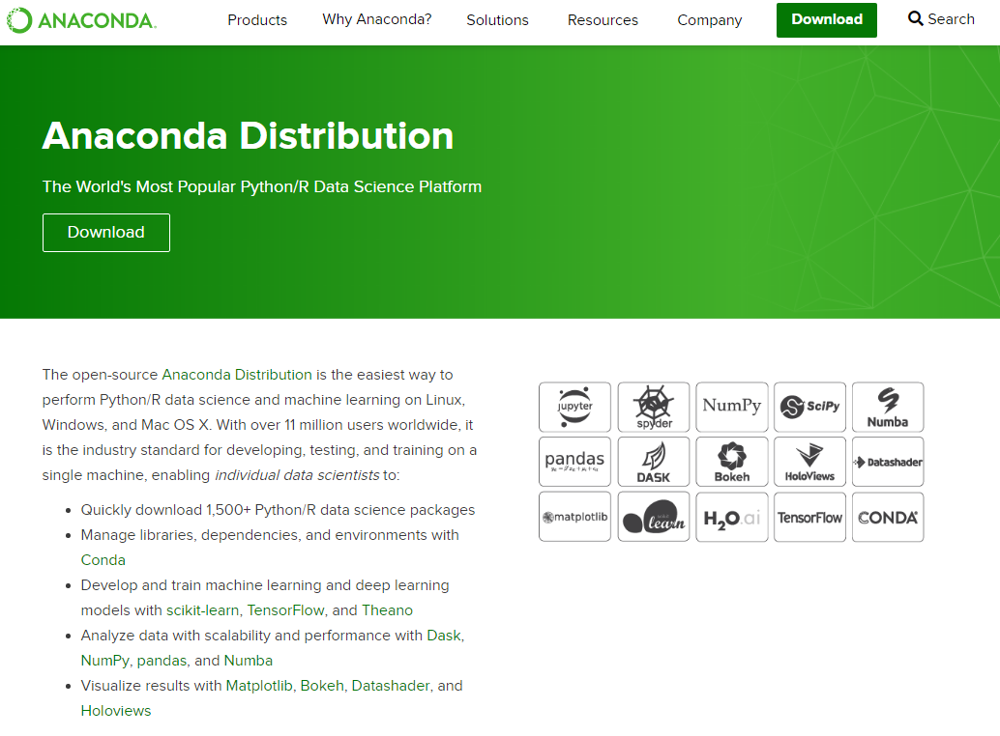 ANACONDA.
Products
Why Anaconda?
Solutions
Resources
Company
Download
Search
Anaconda Distribution
The World's Most Popular Python/R Data Science Platform
Download
The open-source Anaconda Distribution is the easiest way to
perform Python/R data science and machine learning on Linux,
Windows, and Mac OS X. With over 11 million users worldwide, it
is the industry standard for developing, testing, and training on a
single machine, enabling individual data scientists to:
• Quickly download 1,500+ Python/R data science packages
• Manage libraries, dependencies, and environments with
Conda
• Develop and train machine learning and deep learning
models with scikit-learn, TensorFlow, and Theano
• Analyze data with scalability and performance with Dask,
NumPy, pandas, and Numba
• Visualize results with Matplotlib, Bokeh, Datashader, and
Holoviews
jupyter
spyder
NumPy
SciPy
Numba
pandas
DASK
Bokeh
HoloViews
Datashader
matplotlib
learn
H2O.ai
TensorFlow
CONDA